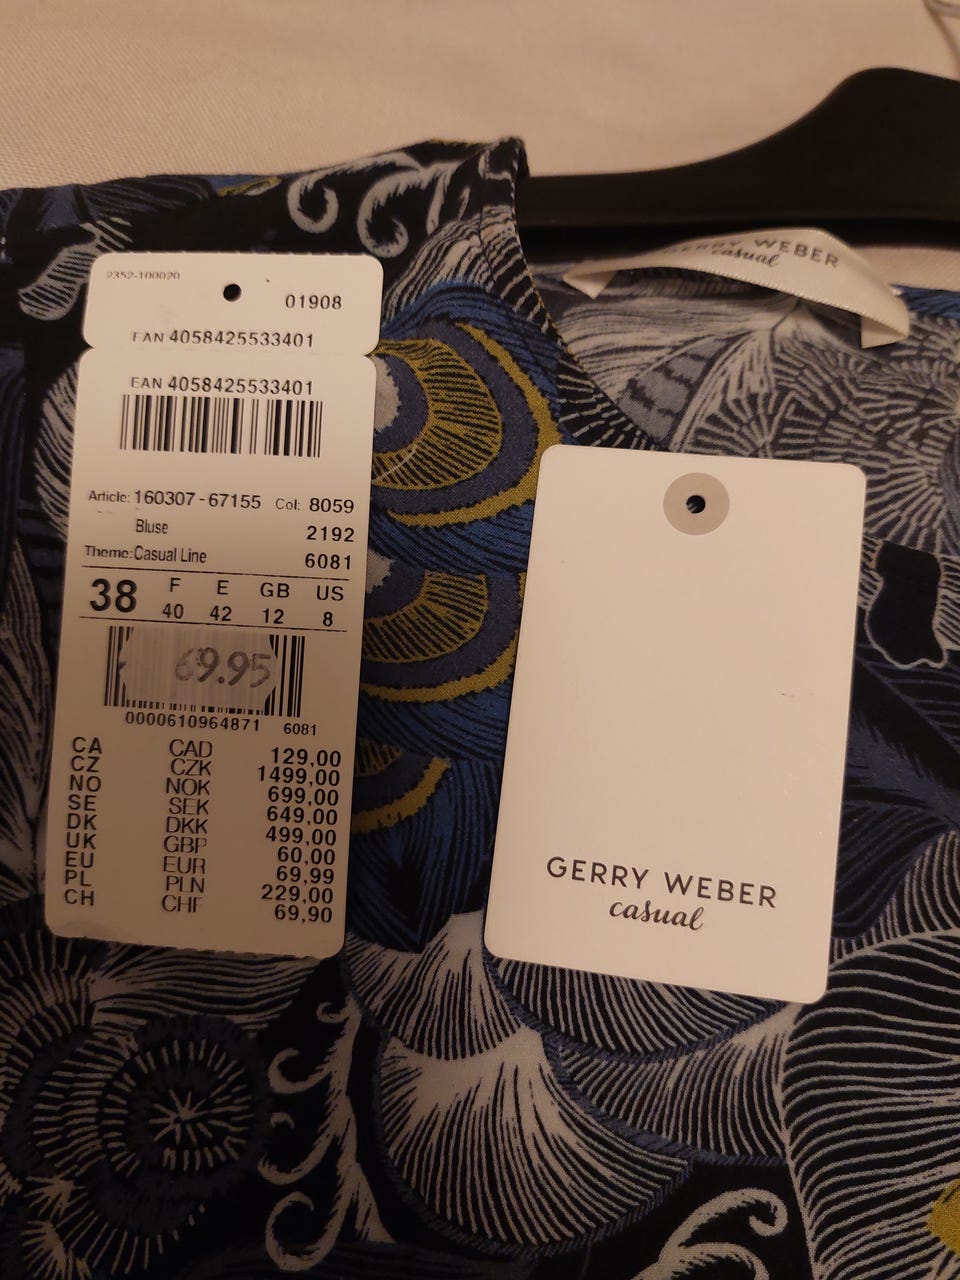 2352-100020
01908
EAN 4058425533401
EAN 4058425533401
Article: 160307-67155 Col: 8059
Bluse 2192
Theme: Casual Line 6081
38 F E GB US
40 42 12 8
69.95
0000610964871 6081
CA CAD 129,00
CZ CZK 1499,00
NO NOK 699,00
SE SEK 649,00
DK DKK 499,00
UK GBP 60,00
EU EUR 69,99
PL PLN 229,00
CH CHF 69,90
GERRY WEBER
casual
GERRY WEBER
casual